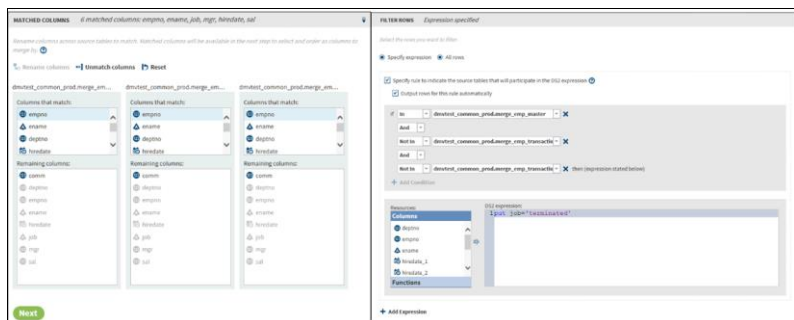 MATCHED COLUMNS 6 matched columns: empno, ename, job, mgr, hiredate, sal
Rename columns across source tables to match. Matched columns will be available in the next step to select and order as columns to
merge by.
Rename columns Unmatch columns Reset
dmvtest_common_prod.merge_em... dmvtest_common_prod.merge_em... dmvtest_common_prod.merge_em...
Columns that match: Columns that match: Columns that match:
empno empno empno
ename ename ename
deptno deptno deptno
hiredate hiredate hiredate
Remaining columns: Remaining columns: Remaining columns:
comm comm comm
deptno deptno deptno
empno empno empno
ename ename ename
hiredate hiredate hiredate
job job job
mgr mgr mgr
sal sal sal
Next
FILTER ROWS Expression specified
Select the rows you want to filter.
Specify expression All rows
Specify rule to indicate the source tables that will participate in the DS2 expression
Output rows for this rule automatically
If In dmvtest_common_prod.merge_emp_master
And
Not In dmvtest_common_prod.merge_emp_transactio
And
Not In dmvtest_common_prod.merge_emp_transactio then (expression stated below)
Add Condition
Resources: DS2 expression:
Columns 1put job='terminated'
deptno
empno
ename
hiredate_1
hiredate_2
Functions
Add Expression